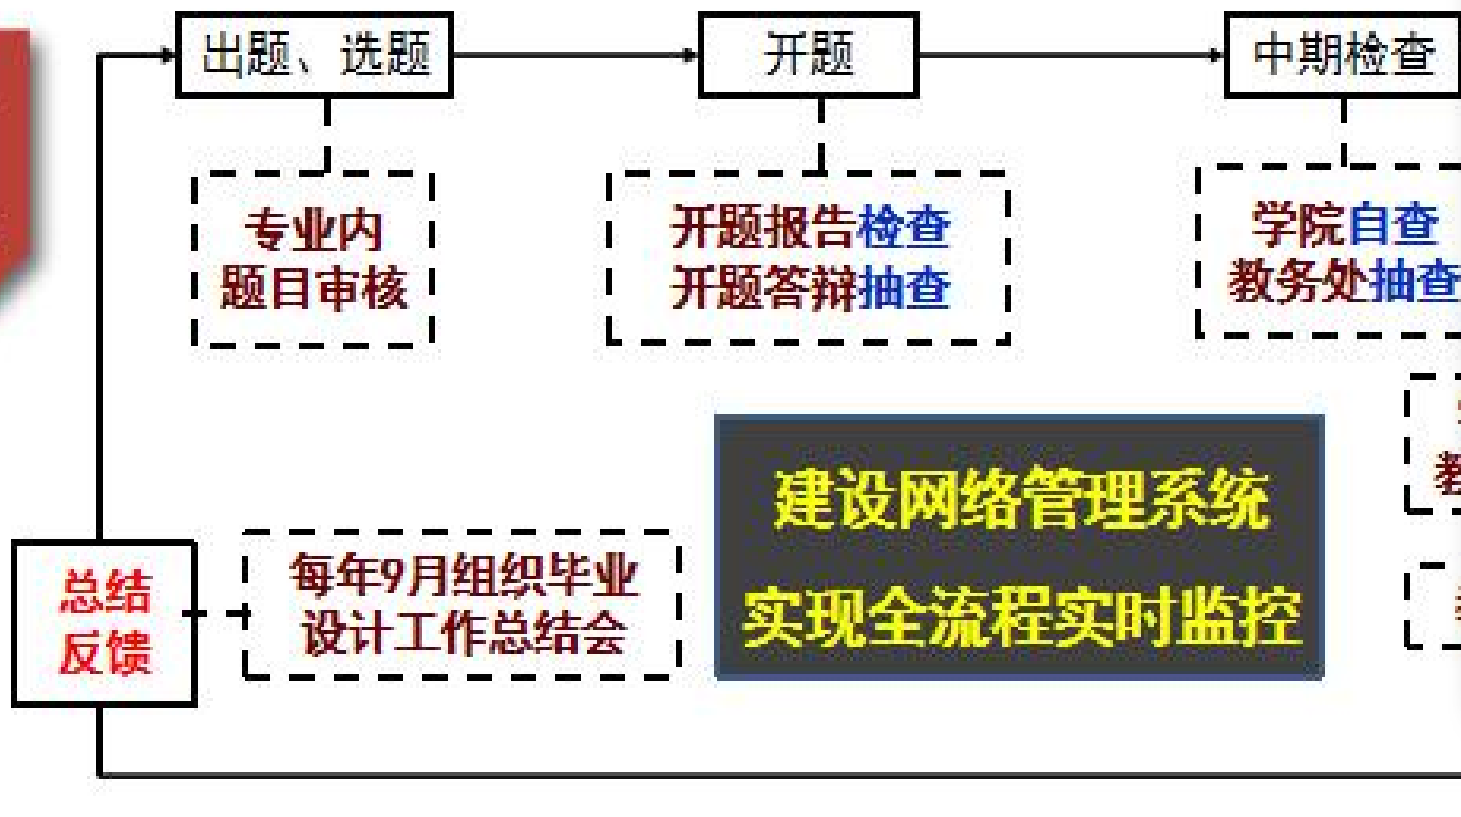 出题、选题
开题
中期检查
专业内
题目审核
开题报告检查
开题答辩抽查
学院自查
教务处抽查
建设网络管理系统
实现全流程实时监控
总结
反馈
每年9月组织毕业
设计工作总结会